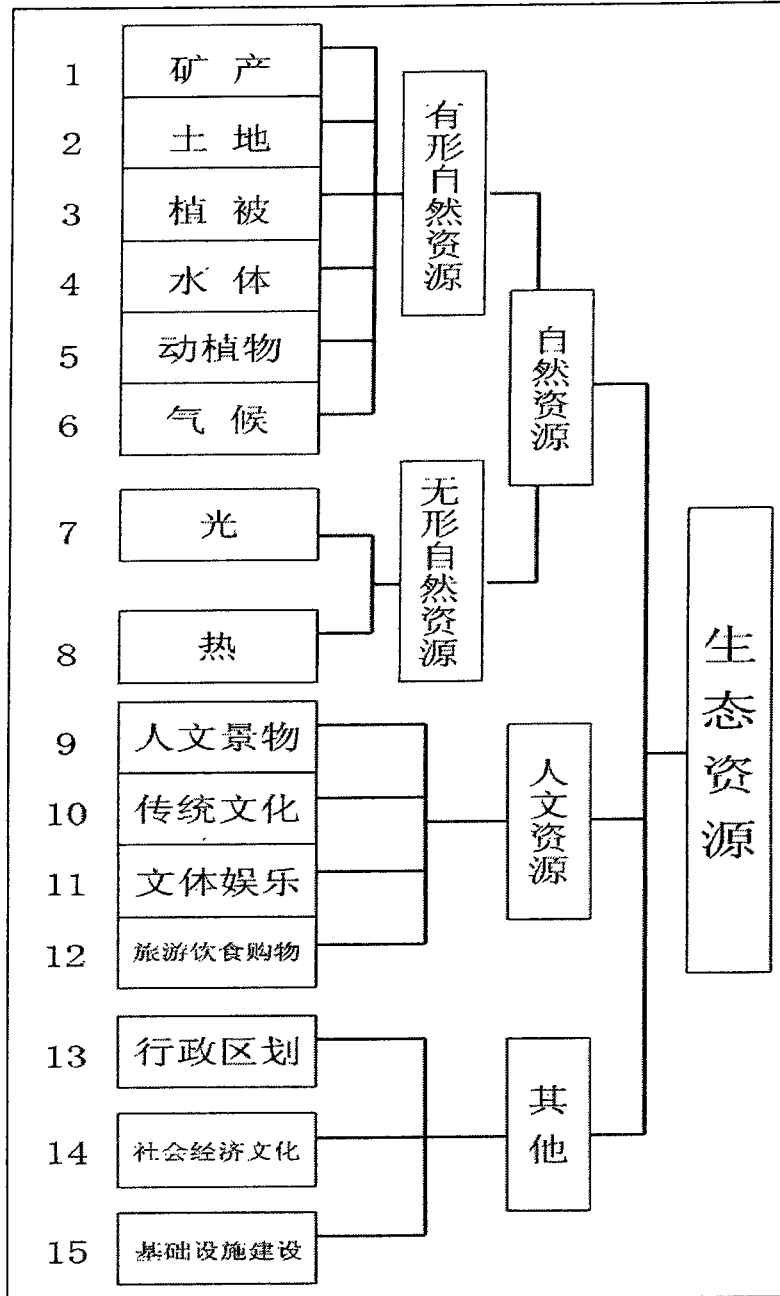 1 矿产
2 土地
3 植被
4 水体
5 动植物
6 气候
有形自然资源
7 光
8 热
无形自然资源
自然资源
9 人文景物
10 传统文化
11 文体娱乐
12 旅游饮食购物
人文资源
13 行政区划
14 社会经济文化
15 基础设施建设
其他
生态资源